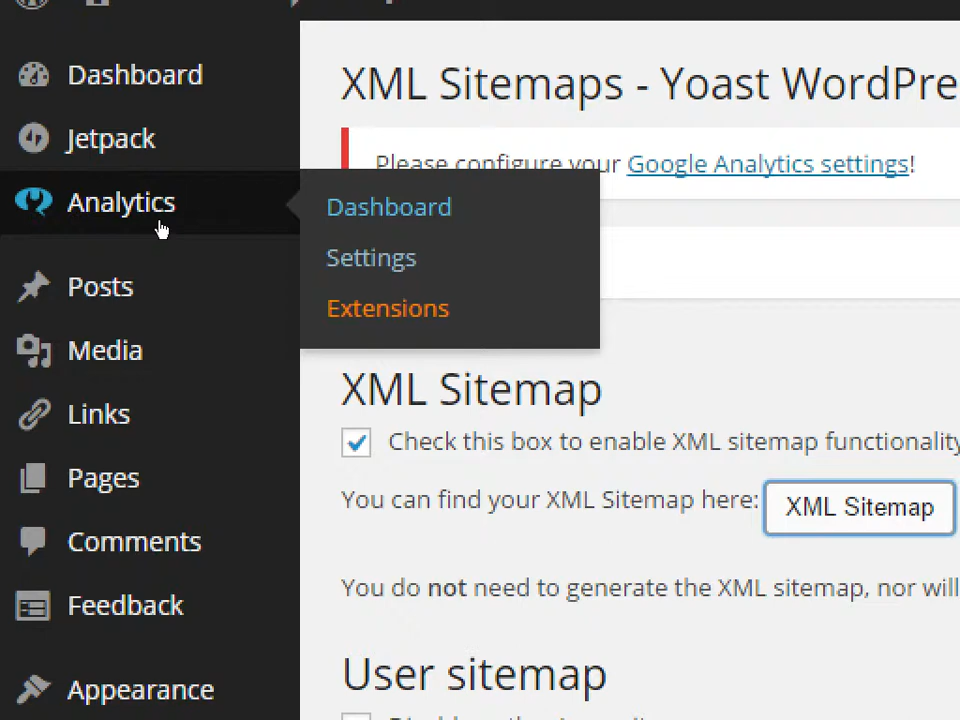 Dashboard
Jetpack
Analytics
Posts
Media
Links
Pages
Comments
Feedback
Appearance
Dashboard
Settings
Extensions
XML Sitemaps - Yoast WordPre
Please configure your Google Analytics settings!
XML Sitemap
Check this box to enable XML sitemap functionality
You can find your XML Sitemap here: XML Sitemap
You do not need to generate the XML sitemap, nor will
User sitemap